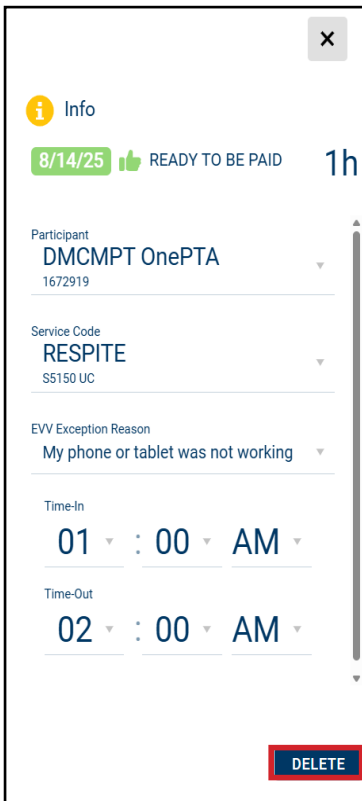 ×
Info
8/14/25 READY TO BE PAID 1h
Participant
DMCMPT OnePTA
1672919
Service Code
RESPITE
S5150 UC
EVV Exception Reason
My phone or tablet was not working
Time-In
01 : 00 AM
Time-Out
02 : 00 AM
DELETE